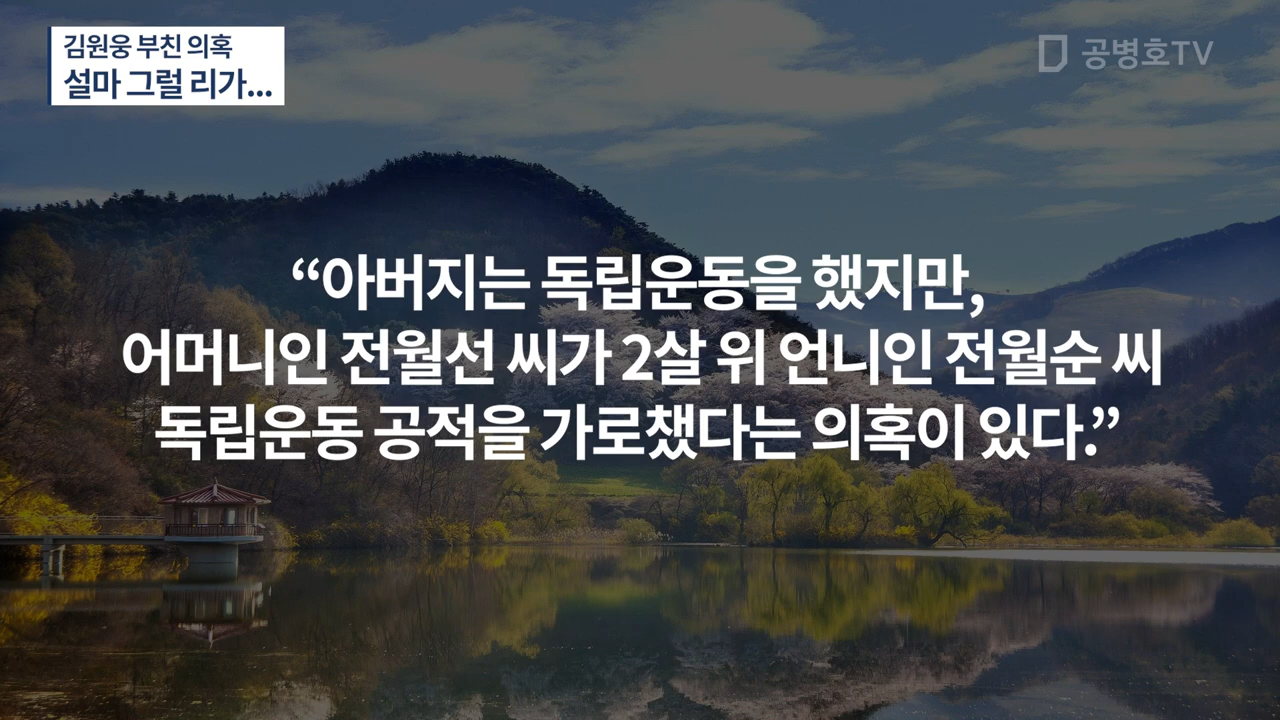 김원웅 부친 의혹
설마 그럴 리가...
공병호TV
“아버지는 독립운동을 했지만,
어머니인 전월선 씨가 2살 위 언니인 전월순 씨
독립운동 공적을 가로챘다는 의혹이 있다.”